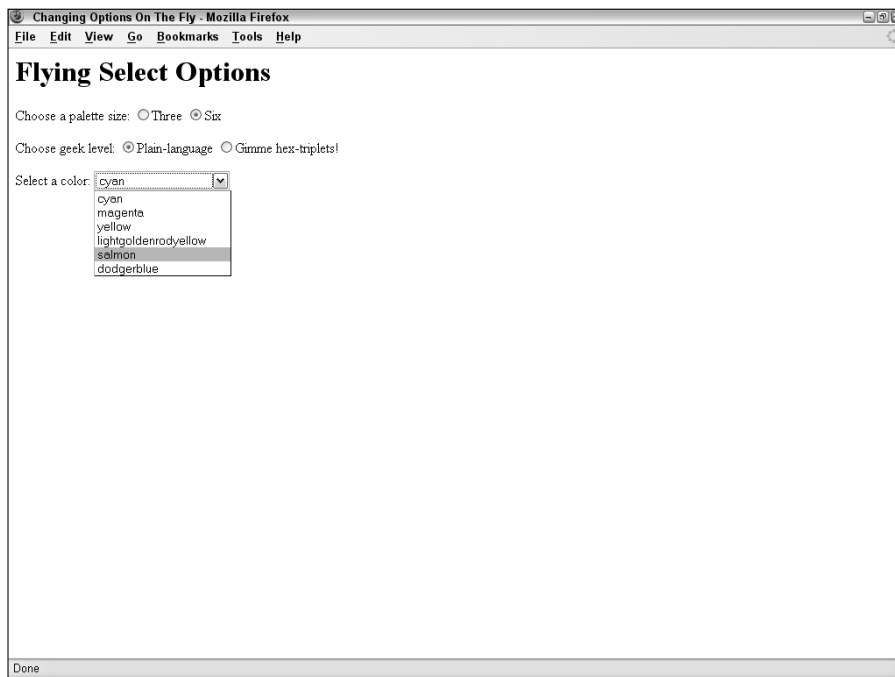 Changing Options On The Fly - Mozilla Firefox
File Edit View Go Bookmarks Tools Help
Flying Select Options
Choose a palette size: Three Six
Choose geek level: Plain-language Gimme hex-triplets!
Select a color: cyan
cyan
magenta
yellow
lightgoldenrodyellow
salmon
dodgerblue
Done